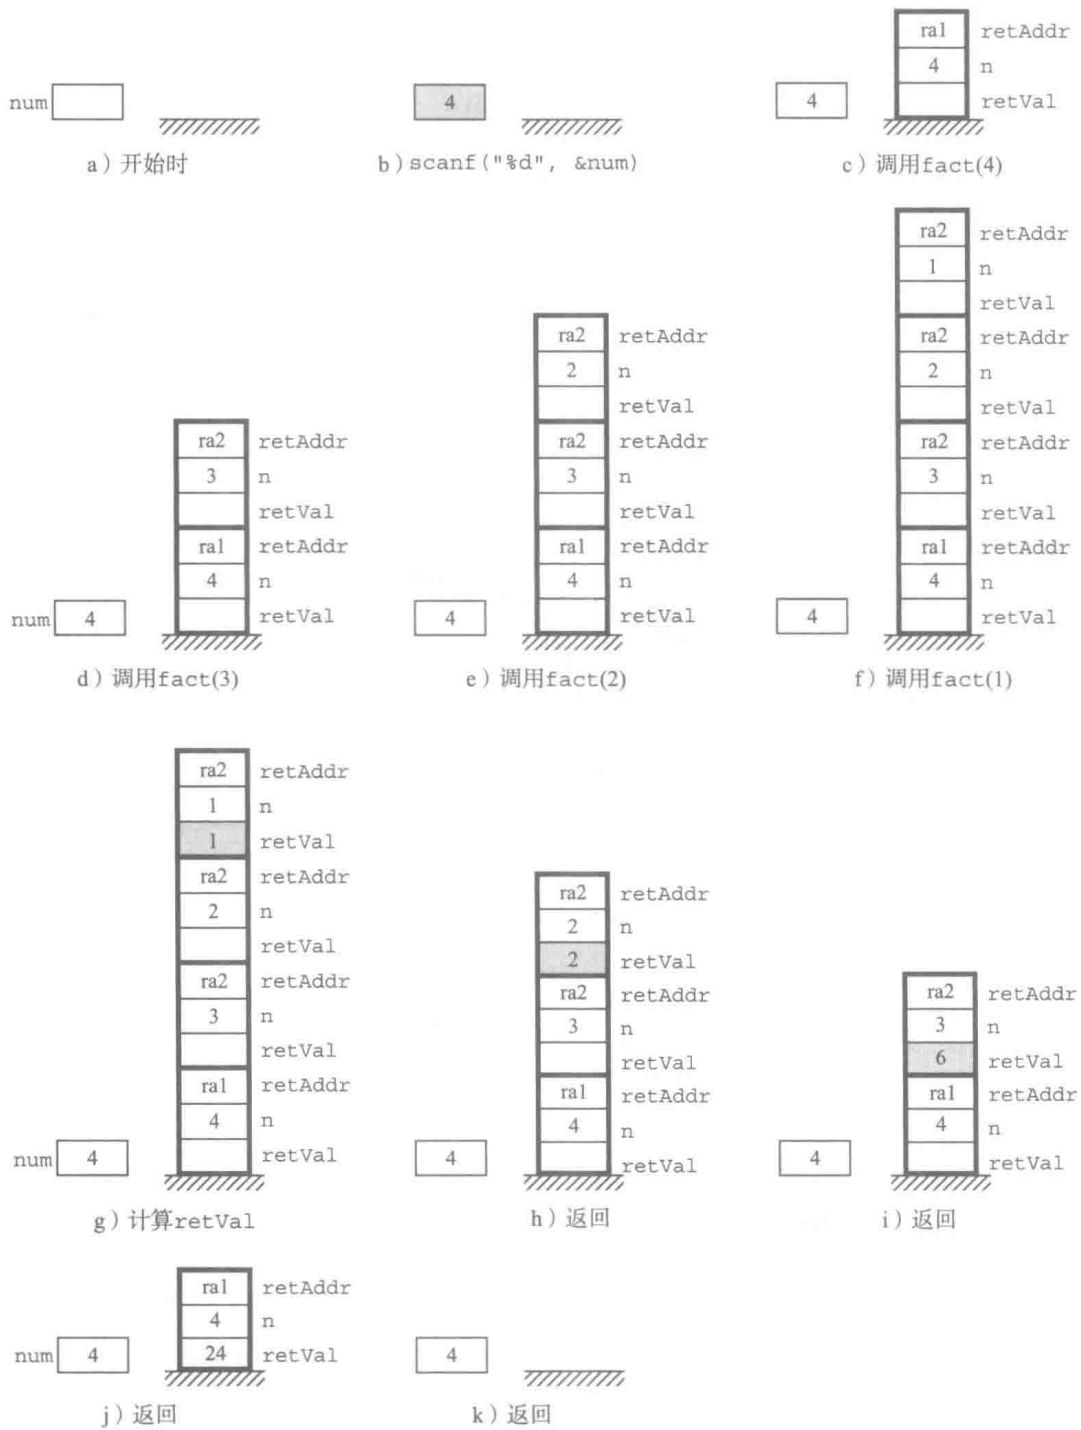 num
a）开始时
4
b）scanf("%d", &num)
4
ra1 retAddr
4 n
retVal
c）调用fact(4)
num 4
ra2 retAddr
3 n
retVal
ra1 retAddr
4 n
retVal
d）调用fact(3)
4
ra2 retAddr
2 n
retVal
ra2 retAddr
3 n
retVal
ra1 retAddr
4 n
retVal
e）调用fact(2)
4
ra2 retAddr
1 n
retVal
ra2 retAddr
2 n
retVal
ra2 retAddr
3 n
retVal
ra1 retAddr
4 n
retVal
f）调用fact(1)
num 4
ra2 retAddr
1 n
1 retVal
ra2 retAddr
2 n
retVal
ra2 retAddr
3 n
retVal
ra1 retAddr
4 n
retVal
g）计算retVal
4
ra2 retAddr
2 n
2 retVal
ra2 retAddr
3 n
retVal
ra1 retAddr
4 n
retVal
h）返回
4
ra2 retAddr
3 n
6 retVal
ra1 retAddr
4 n
retVal
i）返回
num 4
ra1 retAddr
4 n
24 retVal
j）返回
4
k）返回